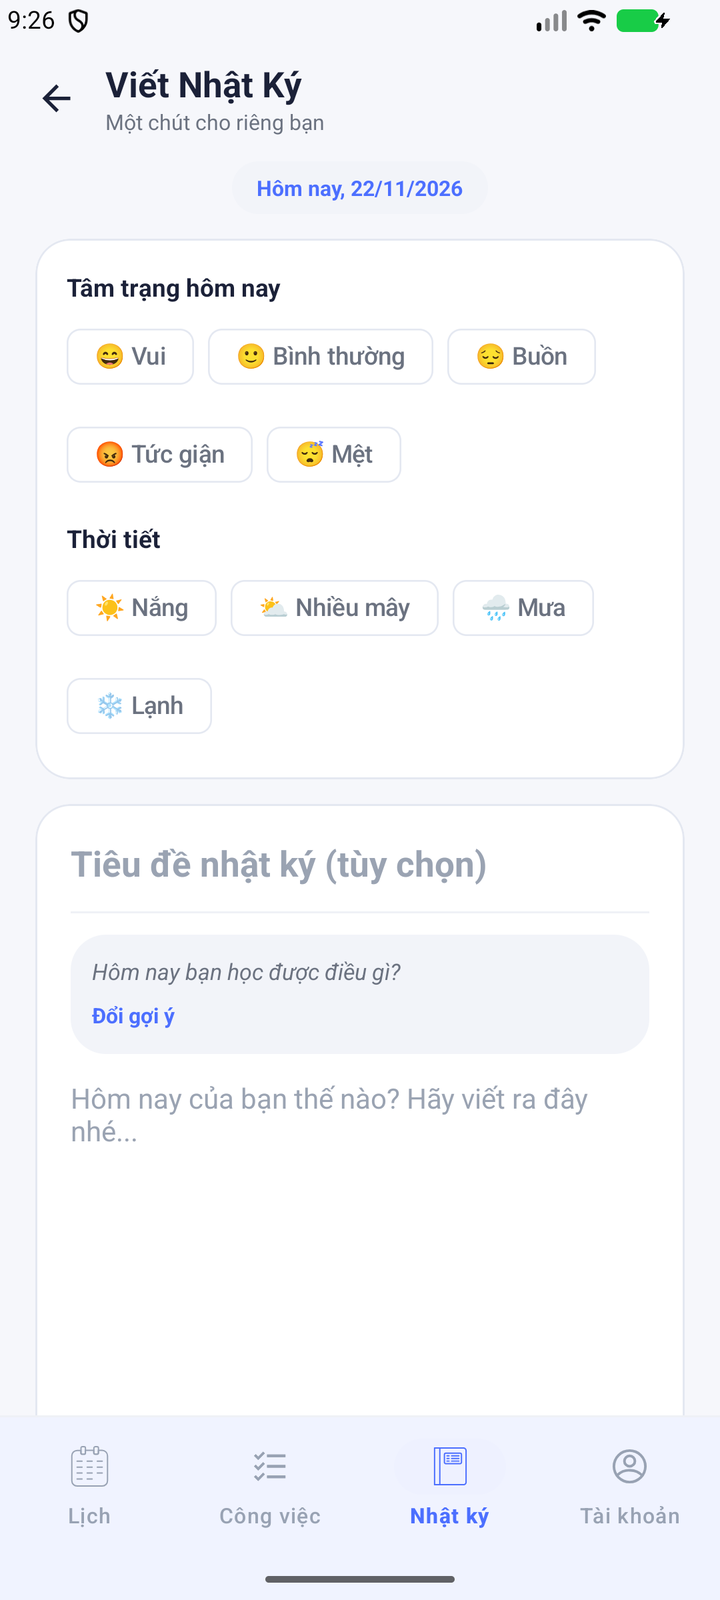 9:26
Viết Nhật Ký
Một chút cho riêng bạn
Hôm nay, 22/11/2026
Tâm trạng hôm nay
😄 Vui
🙂 Bình thường
😔 Buồn
😡 Tức giận
😴 Mệt
Thời tiết
☀️ Nắng
⛅ Nhiều mây
🌧️ Mưa
❄️ Lạnh
Tiêu đề nhật ký (tùy chọn)
Hôm nay bạn học được điều gì?
Đổi gợi ý
Hôm nay của bạn thế nào? Hãy viết ra đây
nhé...
Lịch
Công việc
Nhật ký
Tài khoản